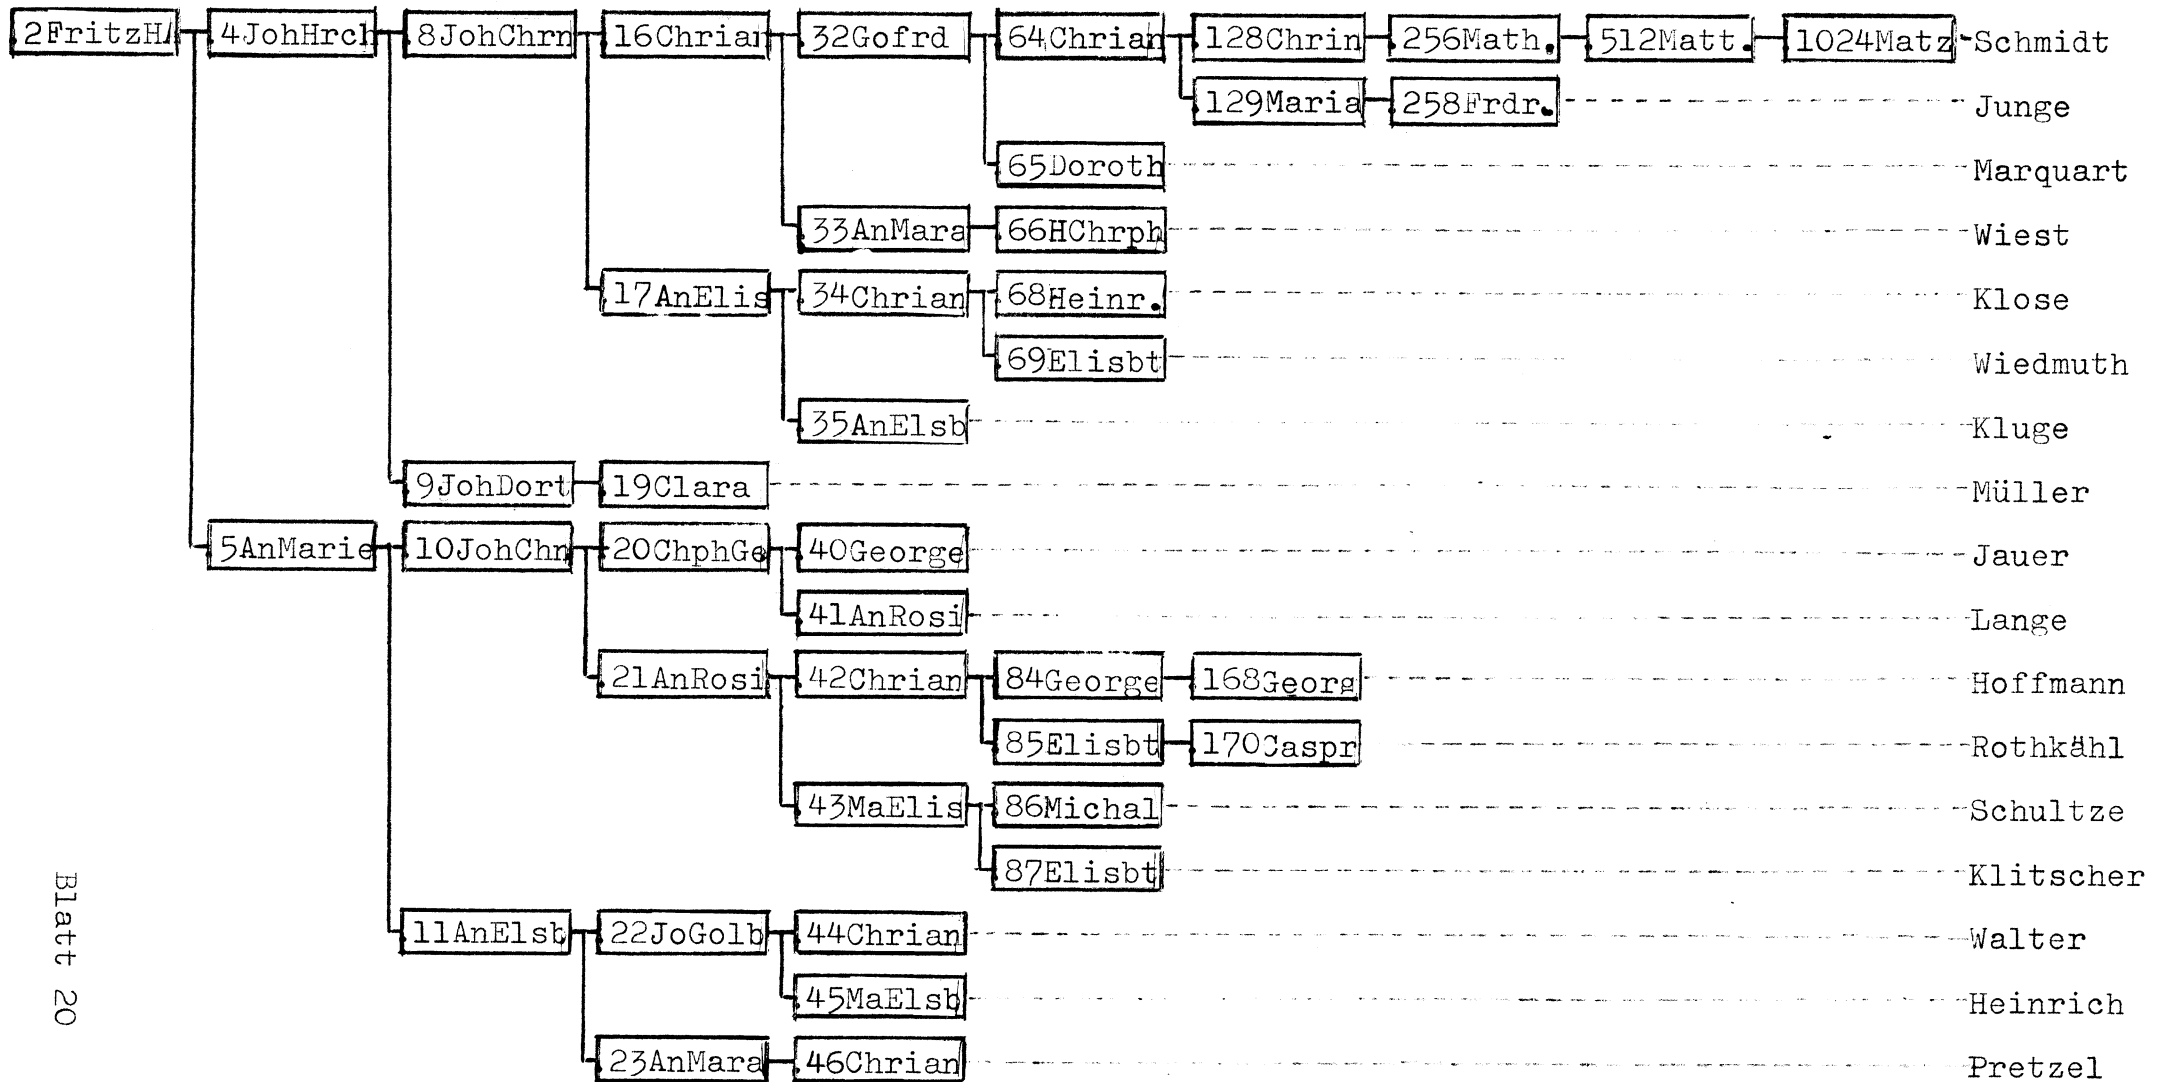 2FritzH 4JohHrch 8JohChrn 16Chrian 32Gofrd 64Chrian 128Chrin 256Math. 512Matt. 1024Matz Schmidt
129Maria 258Frdr. Junge
65Doroth Marquart
33AnMara 66HChrph Wiest
17AnElis 34Chrian 68Heinr. Klose
69Elisbt Wiedmuth
35AnElsb Kluge
9JohDort 19Clara Müller
5AnMarie 10JohChn 20ChphGe 40George Jauer
41AnRosi Lange
21AnRosi 42Chrian 84George 168Georg Hoffmann
85Elisbt 170Caspr Rothkähl
43MaElis 86Michal Schultze
87Elisbt Klitscher
11AnElsb 22JoGolb 44Chrian Walter
45MaElsb Heinrich
23AnMara 46Chrian Pretzel
Blatt 20